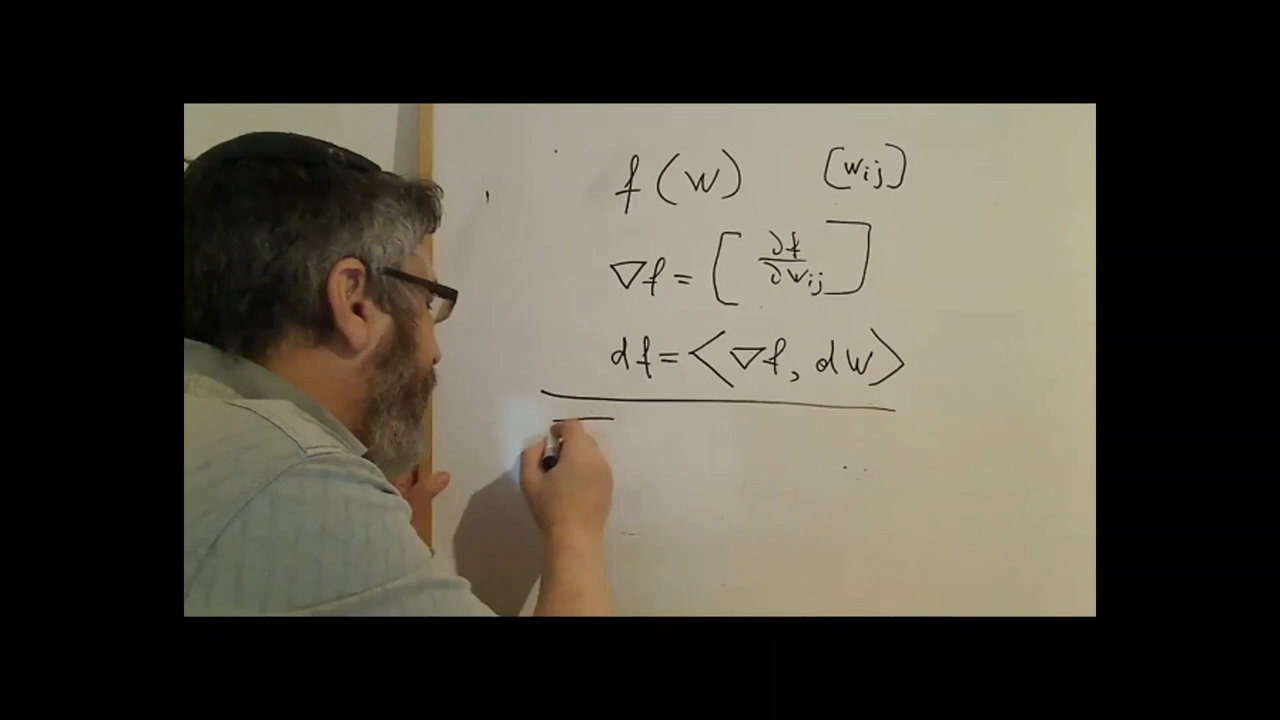 f(W) [wij]
∇f = [∂f/∂wij]
df = <∇f, dW>